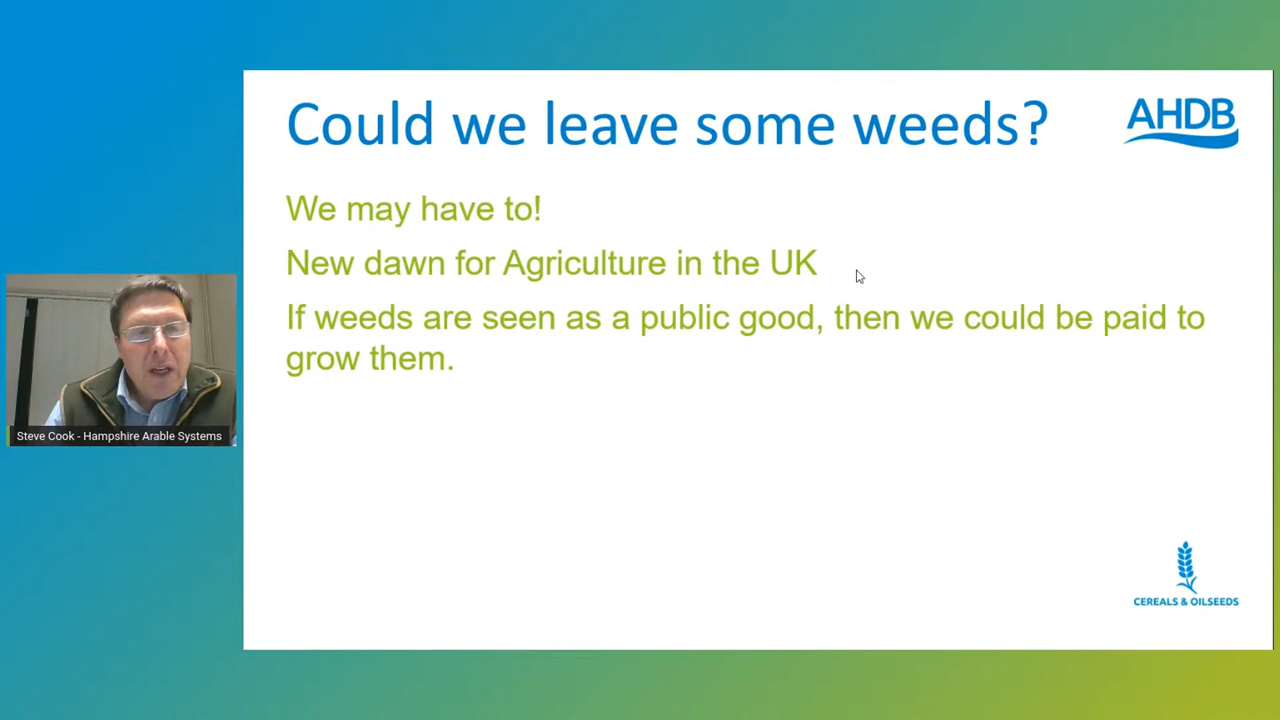 Could we leave some weeds?
AHDB
We may have to!
New dawn for Agriculture in the UK
If weeds are seen as a public good, then we could be paid to
grow them.
Steve Cook - Hampshire Arable Systems
CEREALS & OILSEEDS